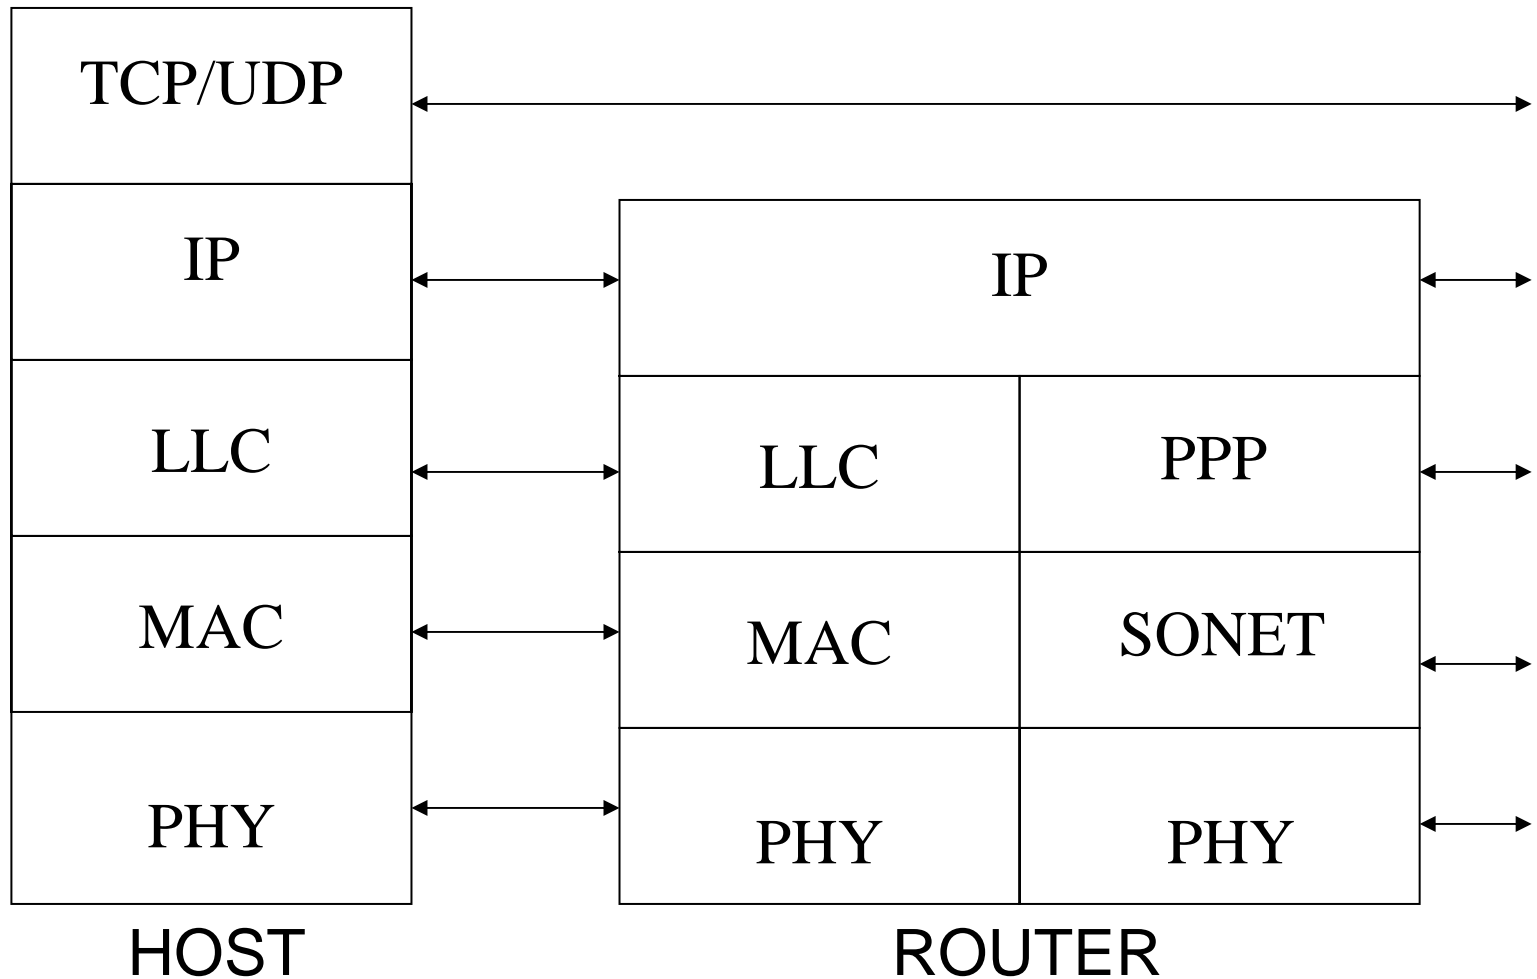 TCP/UDP
IP
LLC
MAC
PHY
HOST
IP
LLC
PPP
MAC
SONET
PHY
PHY
ROUTER